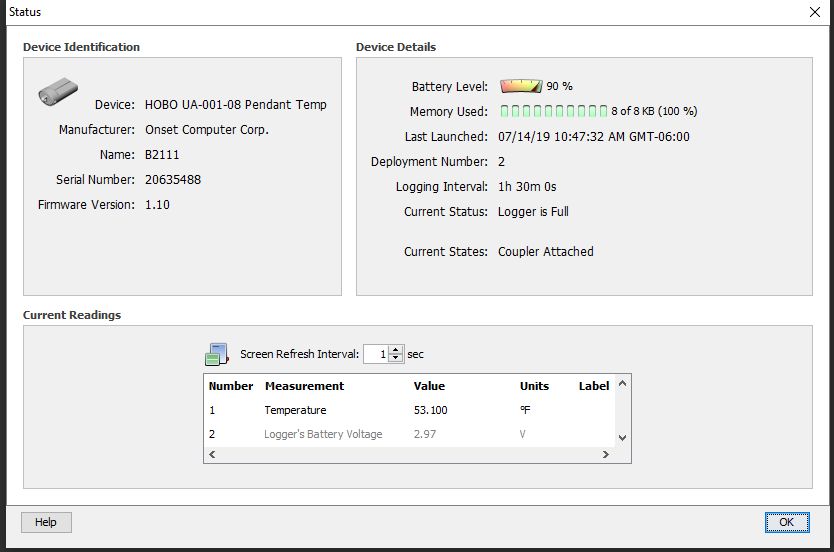 Status
Device Identification
Device: HOBO UA-001-08 Pendant Temp
Manufacturer: Onset Computer Corp.
Name: B2111
Serial Number: 20635488
Firmware Version: 1.10
Device Details
Battery Level: 90 %
Memory Used: 8 of 8 KB (100 %)
Last Launched: 07/14/19 10:47:32 AM GMT-06:00
Deployment Number: 2
Logging Interval: 1h 30m 0s
Current Status: Logger is Full
Current States: Coupler Attached
Current Readings
Screen Refresh Interval: 1 sec
Number Measurement Value Units Label
1 Temperature 53.100 °F
2 Logger's Battery Voltage 2.97 V
Help
OK